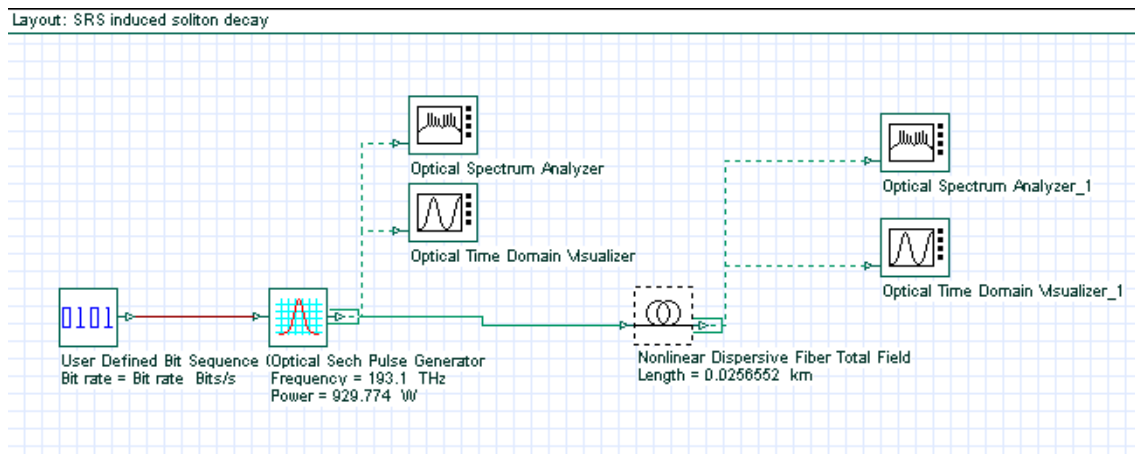 Layout: SRS induced soliton decay
Optical Spectrum Analyzer
Optical Time Domain Visualizer
Optical Spectrum Analyzer_1
Optical Time Domain Visualizer_1
0101
User Defined Bit Sequence (
Bit rate = Bit rate Bits/s
Optical Sech Pulse Generator
Frequency = 193.1 THz
Power = 929.774 W
Nonlinear Dispersive Fiber Total Field
Length = 0.0256552 km